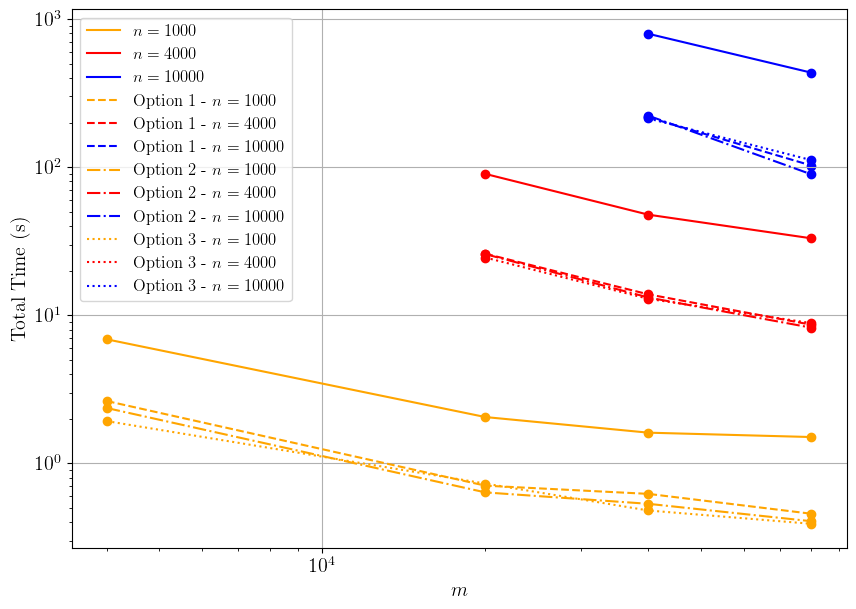 10^3
10^2
10^1
10^0
Total Time (s)
n = 1000
n = 4000
n = 10000
Option 1 - n = 1000
Option 1 - n = 4000
Option 1 - n = 10000
Option 2 - n = 1000
Option 2 - n = 4000
Option 2 - n = 10000
Option 3 - n = 1000
Option 3 - n = 4000
Option 3 - n = 10000
10^4
m